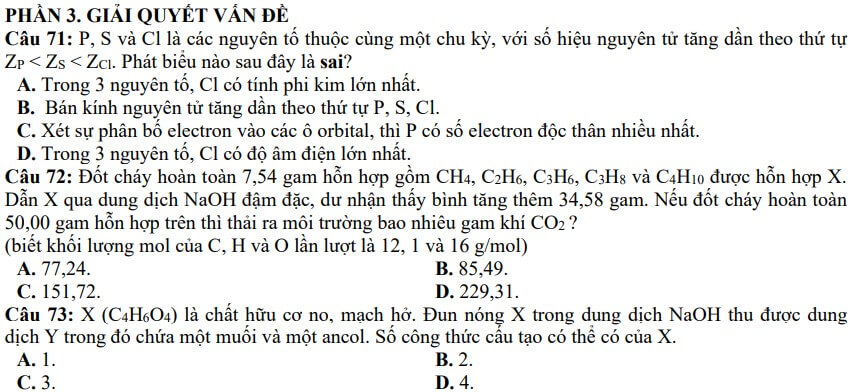 PHẦN 3. GIẢI QUYẾT VẤN ĐỀ
Câu 71: P, S và Cl là các nguyên tố thuộc cùng một chu kỳ, với số hiệu nguyên tử tăng dần theo thứ tự
ZP < ZS < ZCl. Phát biểu nào sau đây là sai?
A. Trong 3 nguyên tố, Cl có tính phi kim lớn nhất.
B. Bán kính nguyên tử tăng dần theo thứ tự P, S, Cl.
C. Xét sự phân bố electron vào các ô orbital, thì P có số electron độc thân nhiều nhất.
D. Trong 3 nguyên tố, Cl có độ âm điện lớn nhất.
Câu 72: Đốt cháy hoàn toàn 7,54 gam hỗn hợp gồm CH4, C2H6, C3H6, C3H8 và C4H10 được hỗn hợp X.
Dẫn X qua dung dịch NaOH đậm đặc, dư nhận thấy bình tăng thêm 34,58 gam. Nếu đốt cháy hoàn toàn
50,00 gam hỗn hợp trên thì thải ra môi trường bao nhiêu gam khí CO2 ?
(biết khối lượng mol của C, H và O lần lượt là 12, 1 và 16 g/mol)
A. 77,24. B. 85,49.
C. 151,72. D. 229,31.
Câu 73: X (C4H6O4) là chất hữu cơ no, mạch hở. Đun nóng X trong dung dịch NaOH thu được dung
dịch Y trong đó chứa một muối và một ancol. Số công thức cấu tạo có thể có của X.
A. 1. B. 2.
C. 3. D. 4.